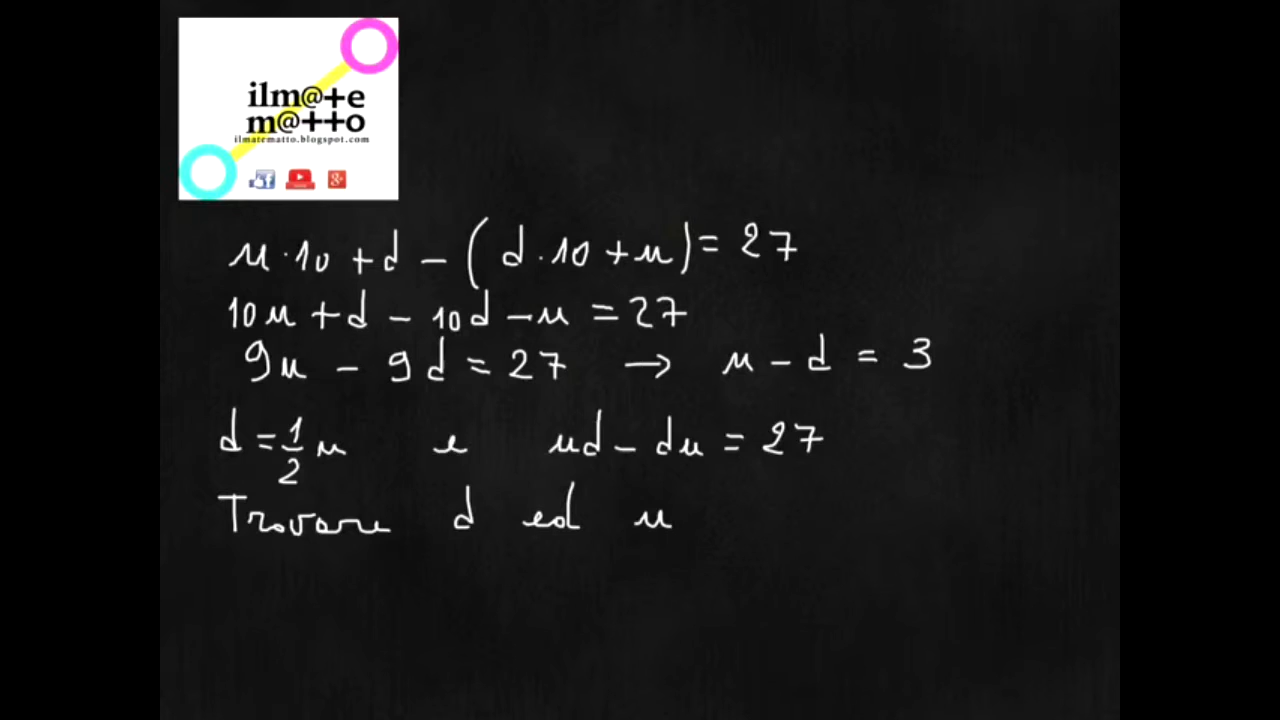 ilm@+e
m@++o
ilmatematto.blogspot.com
u·10+d-(d·10+u)=27
10u+d-10d-u=27
9u-9d=27 → u-d=3
d=1/2 u e ud-du=27
Trovare d ed u